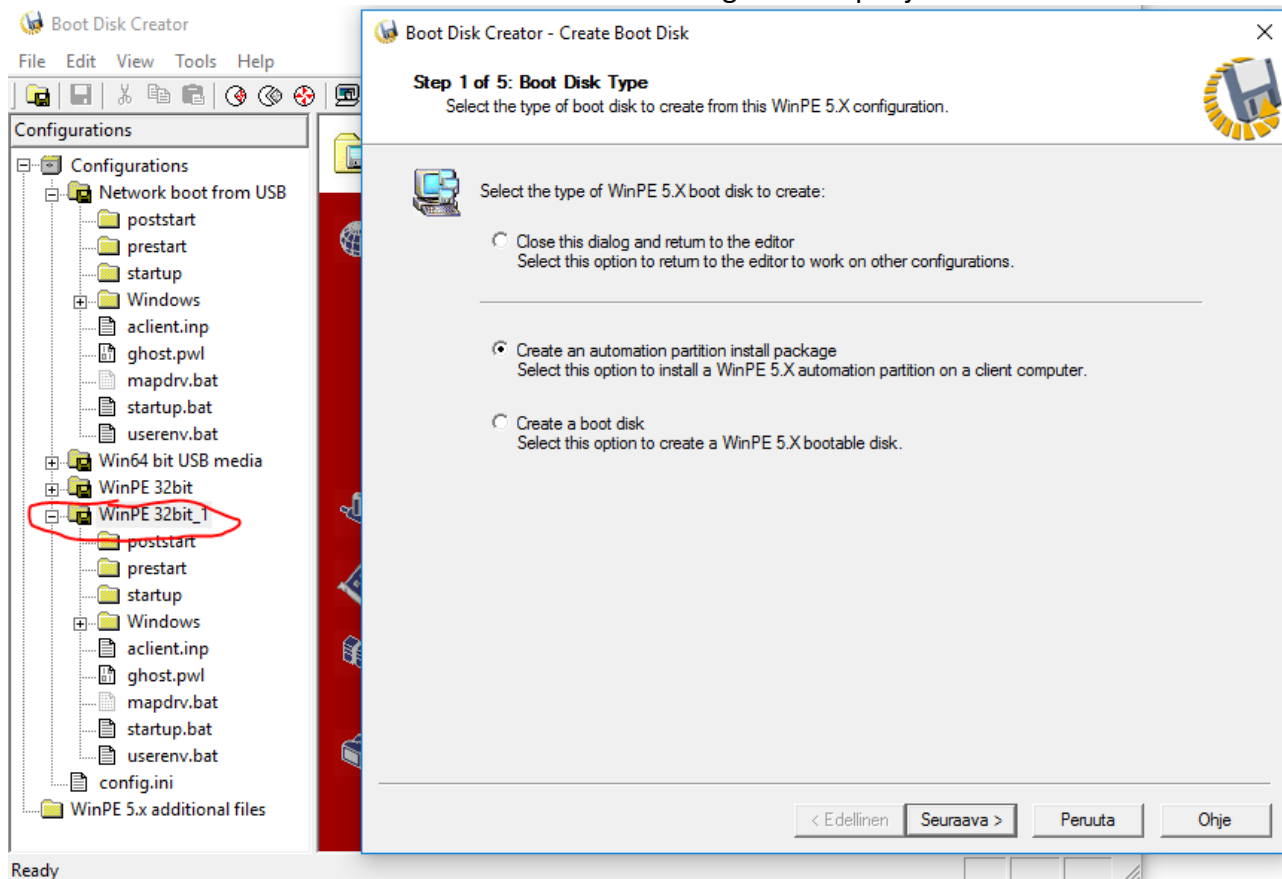 Boot Disk Creator
File Edit View Tools Help
Configurations
Configurations
Network boot from USB
poststart
prestart
startup
Windows
aclient.inp
ghost.pwl
mapdrv.bat
startup.bat
userenv.bat
Win64 bit USB media
WinPE 32bit
WinPE 32bit_1
poststart
prestart
startup
Windows
aclient.inp
ghost.pwl
mapdrv.bat
startup.bat
userenv.bat
config.ini
WinPE 5.x additional files
Ready
Boot Disk Creator - Create Boot Disk
Step 1 of 5: Boot Disk Type
Select the type of boot disk to create from this WinPE 5.X configuration.
Select the type of WinPE 5.X boot disk to create:
Close this dialog and return to the editor
Select this option to return to the editor to work on other configurations.
Create an automation partition install package
Select this option to install a WinPE 5.X automation partition on a client computer.
Create a boot disk
Select this option to create a WinPE 5.X bootable disk.
< Edellinen Seuraava > Peruuta Ohje